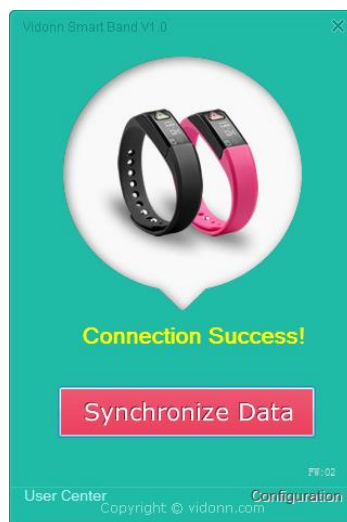 Vidonn Smart Band V1.0
Connection Success!
Synchronize Data
FW:02
User Center
Configuration
Copyright © vidonn.com